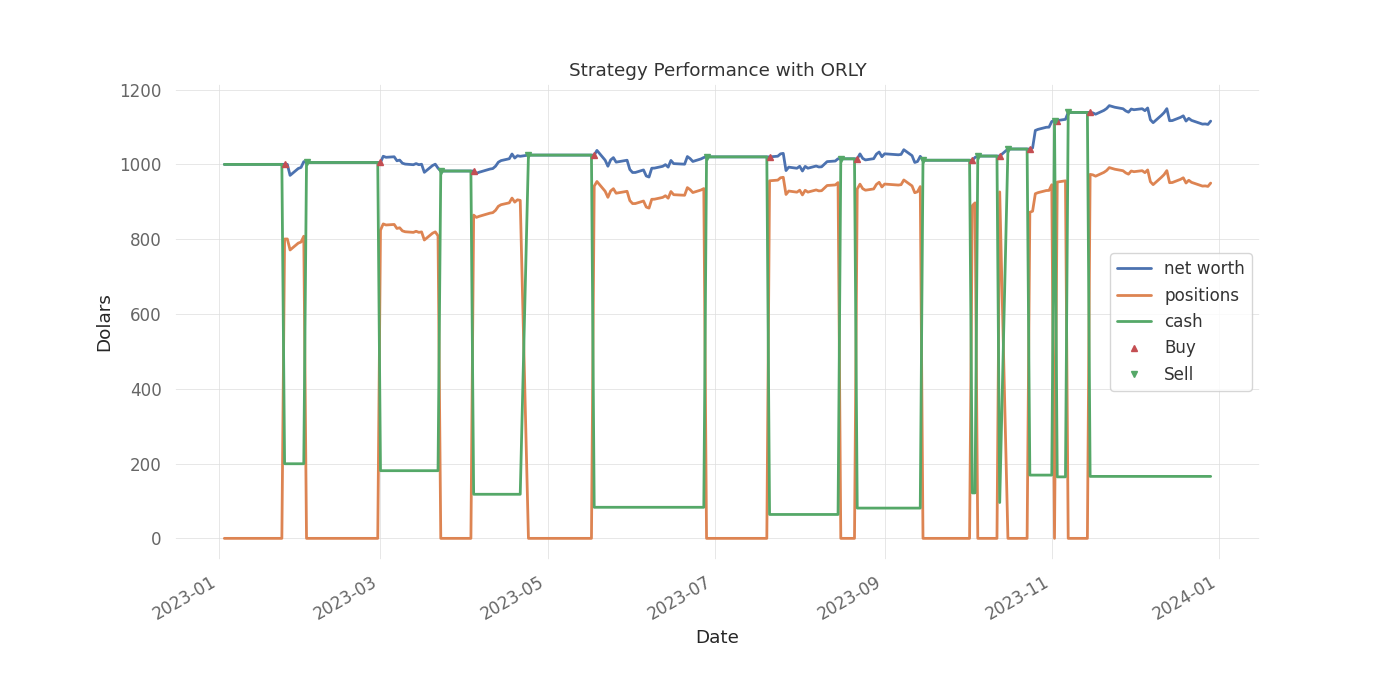 Strategy Performance with ORLY
1200
1000
800
600
400
200
0
Dolars
net worth
positions
cash
Buy
Sell
2023-01
2023-03
2023-05
2023-07
2023-09
2023-11
2024-01
Date